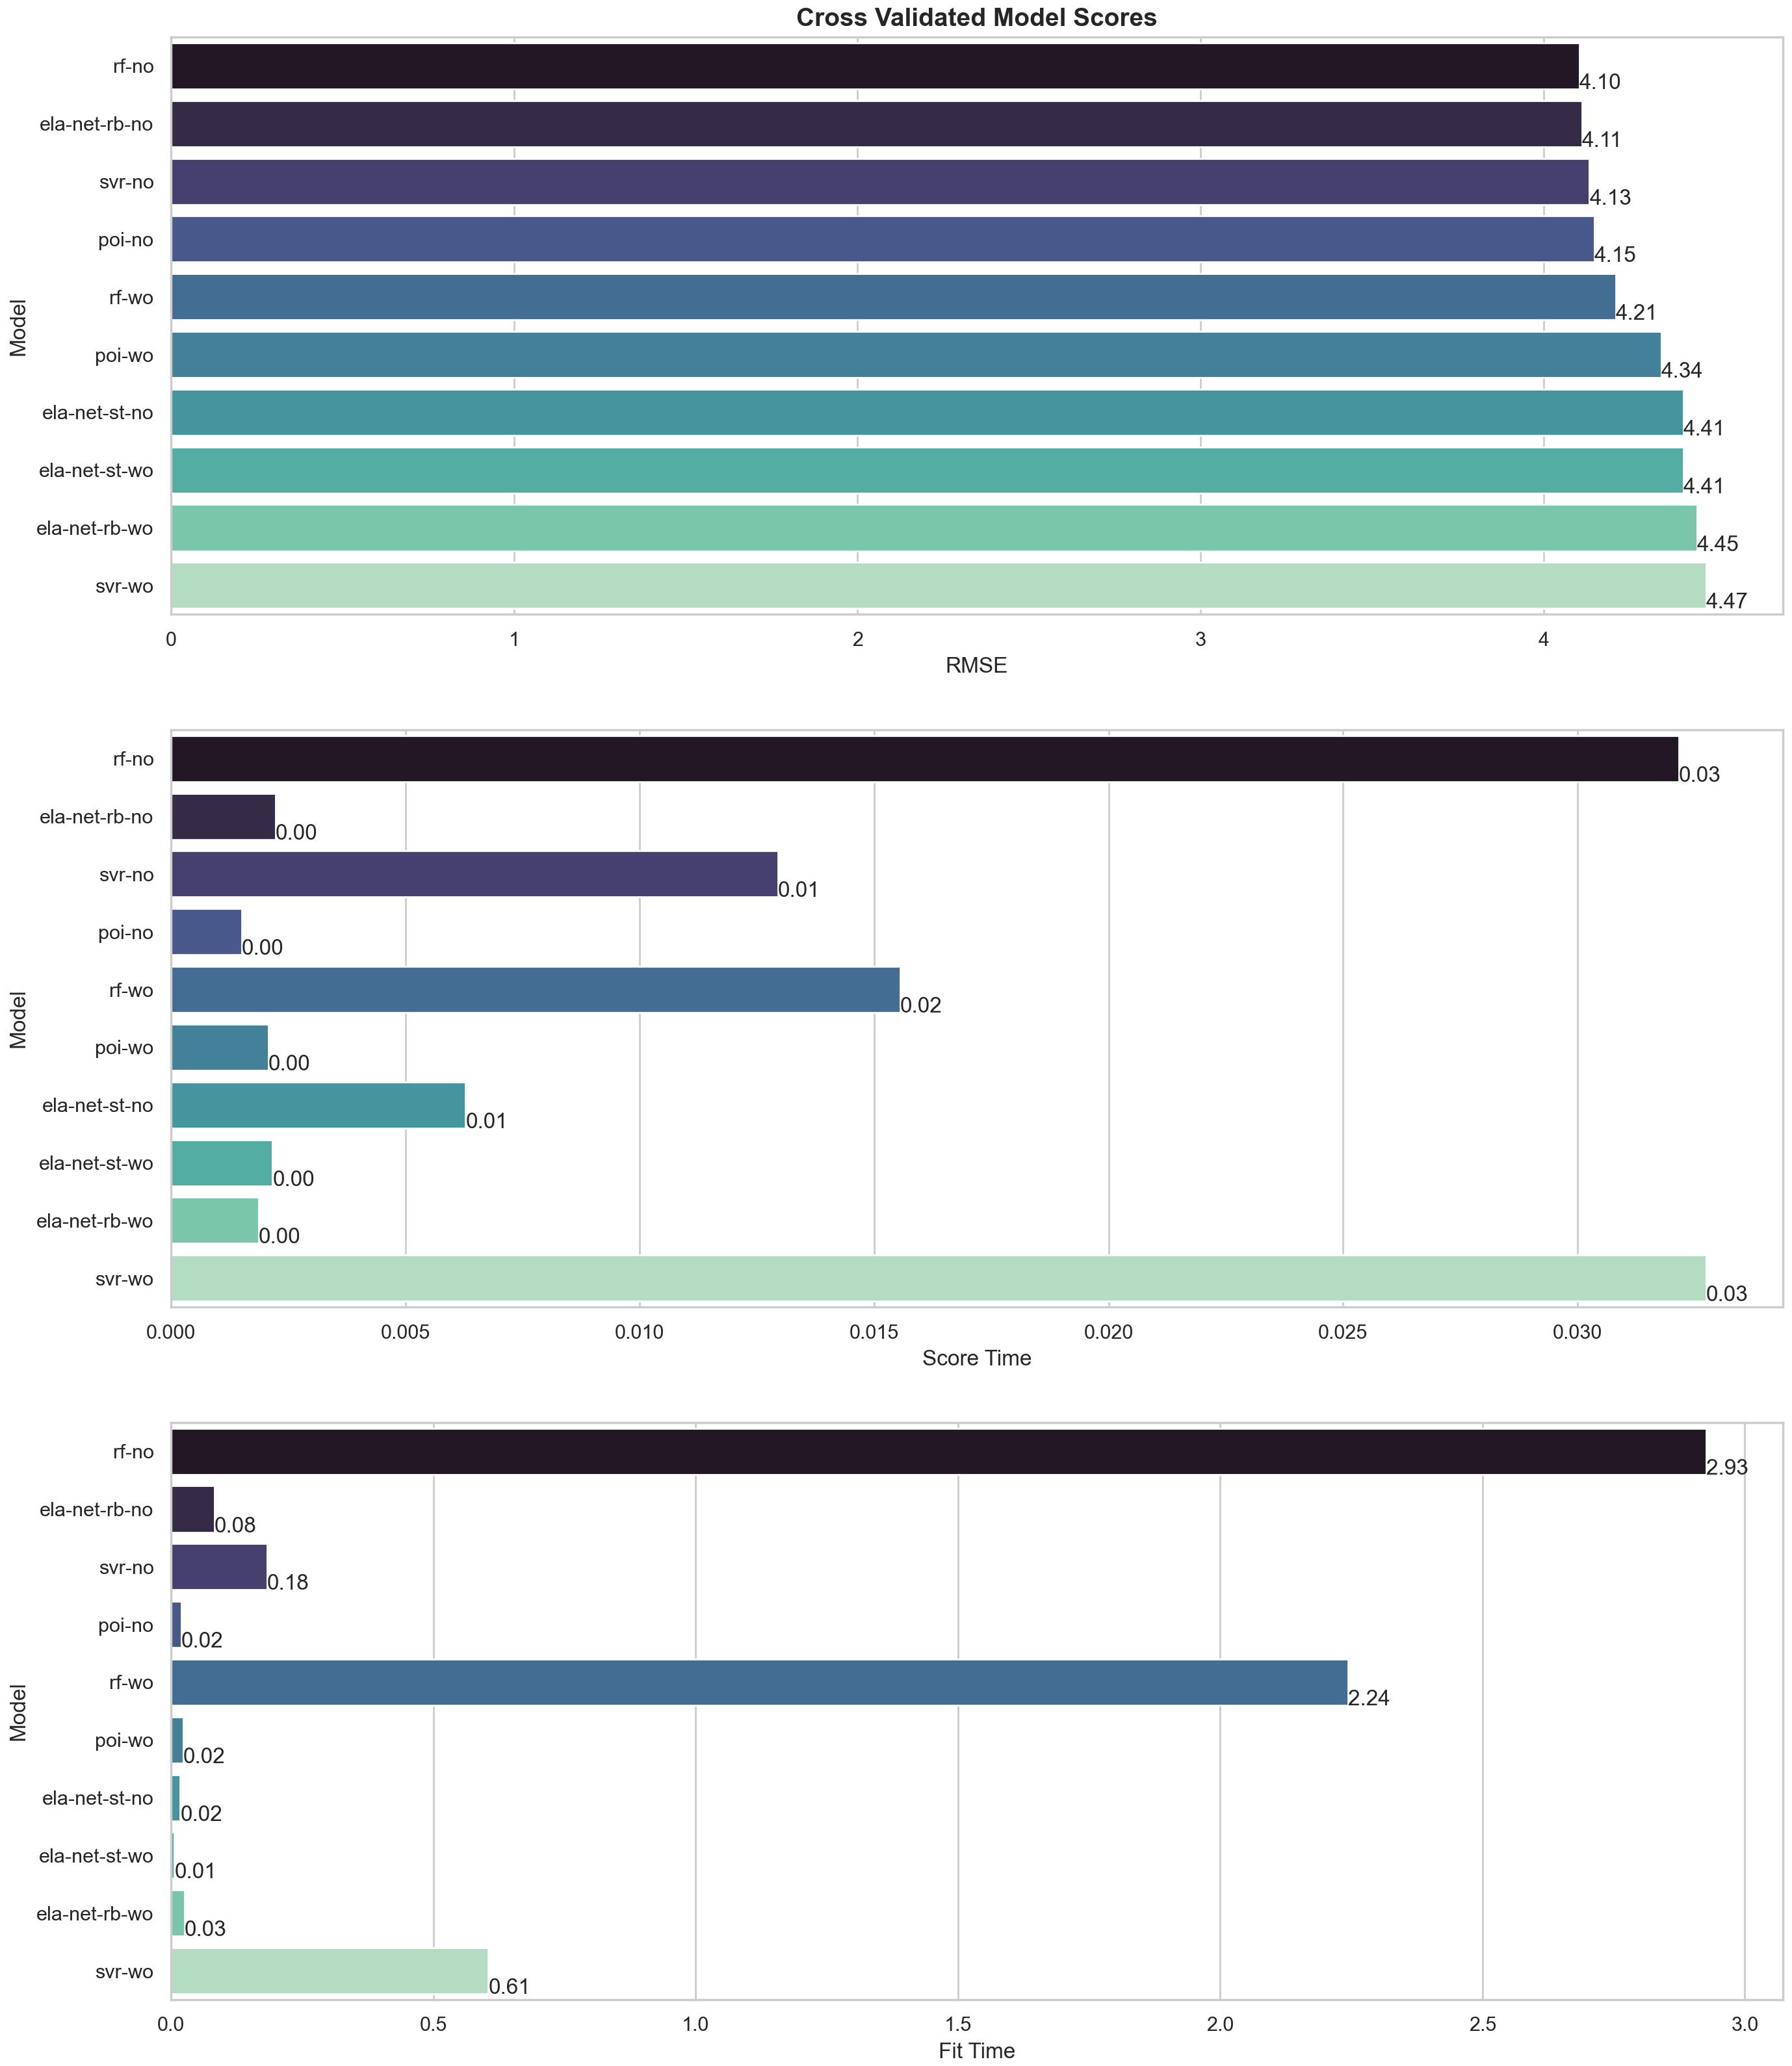 Cross Validated Model Scores
rf-no
4.10
ela-net-rb-no
4.11
svr-no
4.13
poi-no
4.15
rf-wo
4.21
Model
poi-wo
4.34
ela-net-st-no
4.41
ela-net-st-wo
4.41
ela-net-rb-wo
4.45
svr-wo
4.47
0 1 2 3 4
RMSE
rf-no
0.03
ela-net-rb-no
0.00
svr-no
0.01
poi-no
0.00
rf-wo
0.02
Model
poi-wo
0.00
ela-net-st-no
0.01
ela-net-st-wo
0.00
ela-net-rb-wo
0.00
svr-wo
0.03
0.000 0.005 0.010 0.015 0.020 0.025 0.030
Score Time
rf-no
2.93
ela-net-rb-no
0.08
svr-no
0.18
poi-no
0.02
rf-wo
2.24
Model
poi-wo
0.02
ela-net-st-no
0.02
ela-net-st-wo
0.01
ela-net-rb-wo
0.03
svr-wo
0.61
0.0 0.5 1.0 1.5 2.0 2.5 3.0
Fit Time